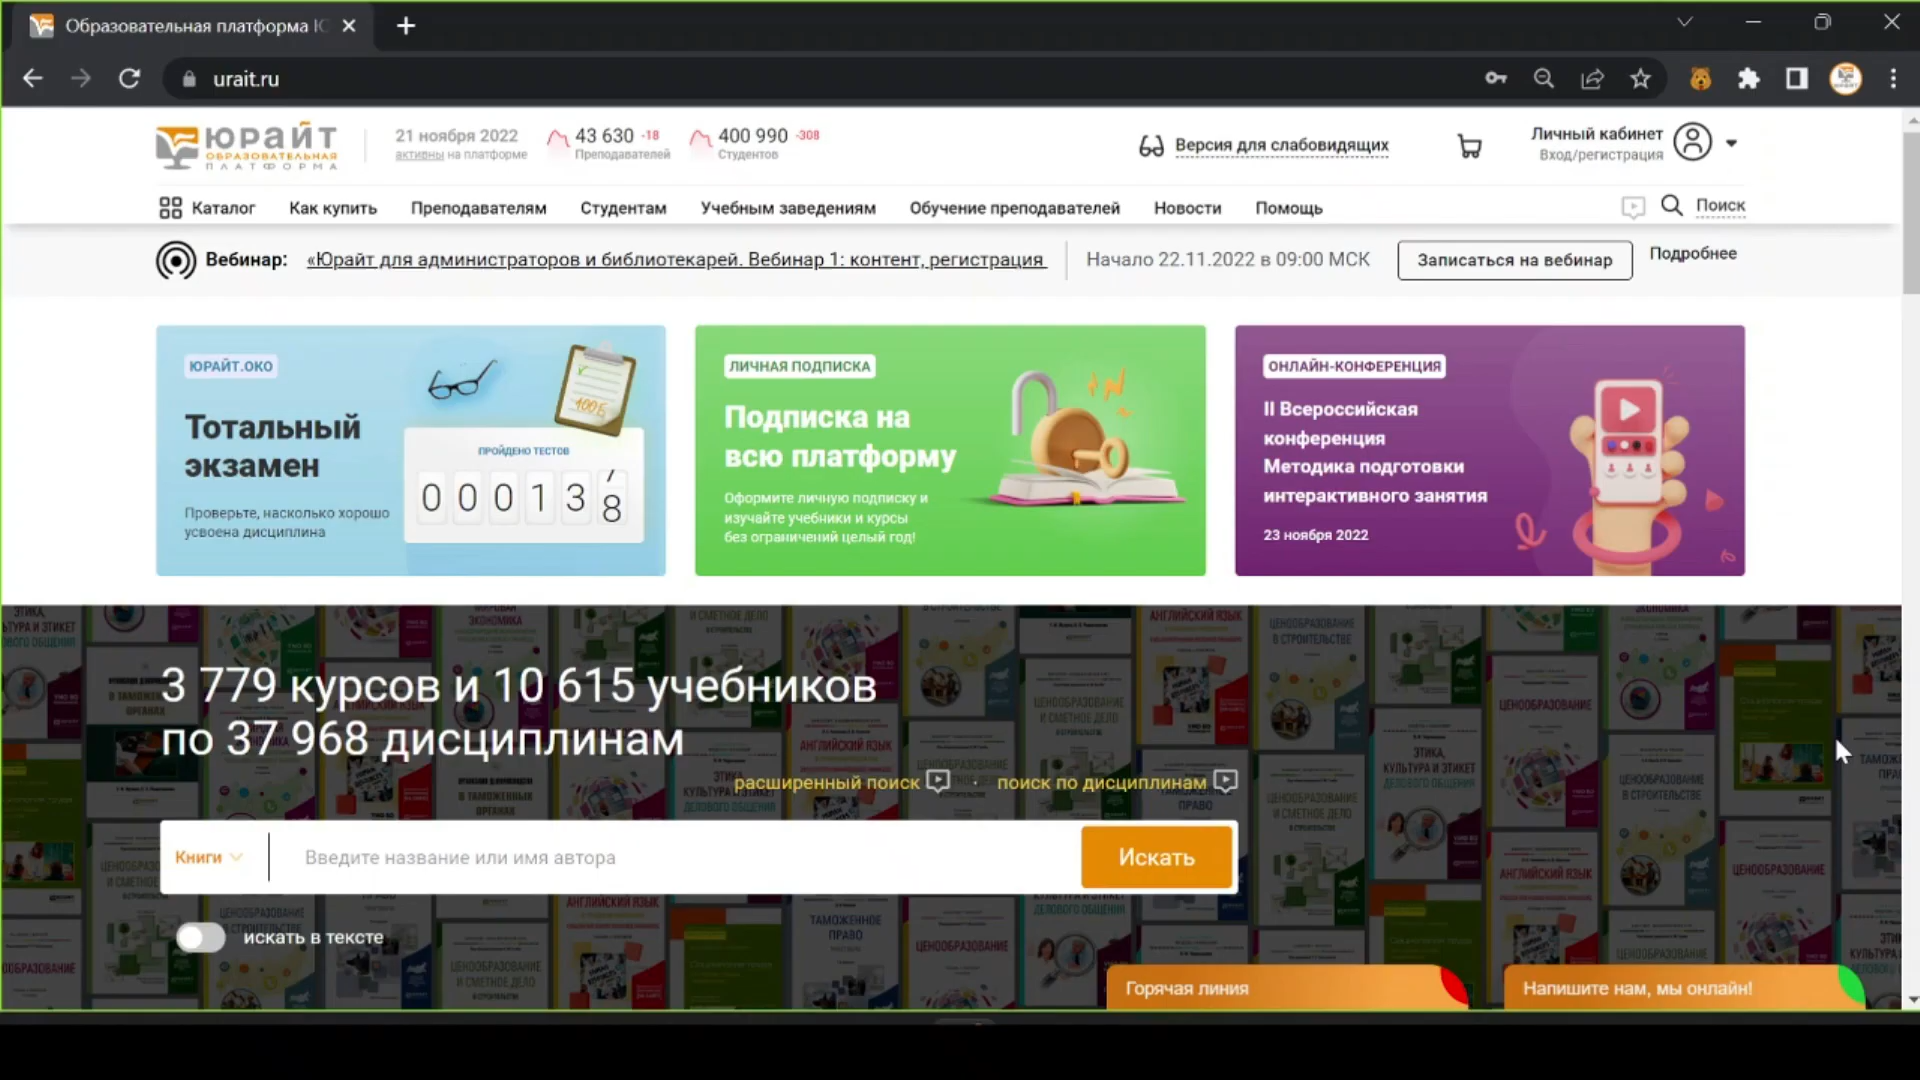 Образовательная платформа Ю
urait.ru
ЮРАЙТ
ОБРАЗОВАТЕЛЬНАЯ
ПЛАТФОРМА
21 ноября 2022
активны на платформе
43 630 -18
Преподавателей
400 990 -308
Студентов
Версия для слабовидящих
Личный кабинет
Вход/регистрация
Каталог
Как купить
Преподавателям
Студентам
Учебным заведениям
Обучение преподавателей
Новости
Помощь
Поиск
Вебинар: «Юрайт для администраторов и библиотекарей. Вебинар 1: контент, регистрация
Начало 22.11.2022 в 09:00 МСК
Записаться на вебинар
Подробнее
ЮРАЙТ.ОКО
Тотальный
экзамен
Проверьте, насколько хорошо
усвоена дисциплина
100Б
ПРОЙДЕНО ТЕСТОВ
0 0 0 1 3 8
ЛИЧНАЯ ПОДПИСКА
Подписка на
всю платформу
Оформите личную подписку и
изучайте учебники и курсы
без ограничений целый год!
ОНЛАЙН-КОНФЕРЕНЦИЯ
II Всероссийская
конференция
Методика подготовки
интерактивного занятия
23 ноября 2022
3 779 курсов и 10 615 учебников
по 37 968 дисциплинам
расширенный поиск
поиск по дисциплинам
Книги
Введите название или имя автора
Искать
искать в тексте
Горячая линия
Напишите нам, мы онлайн!